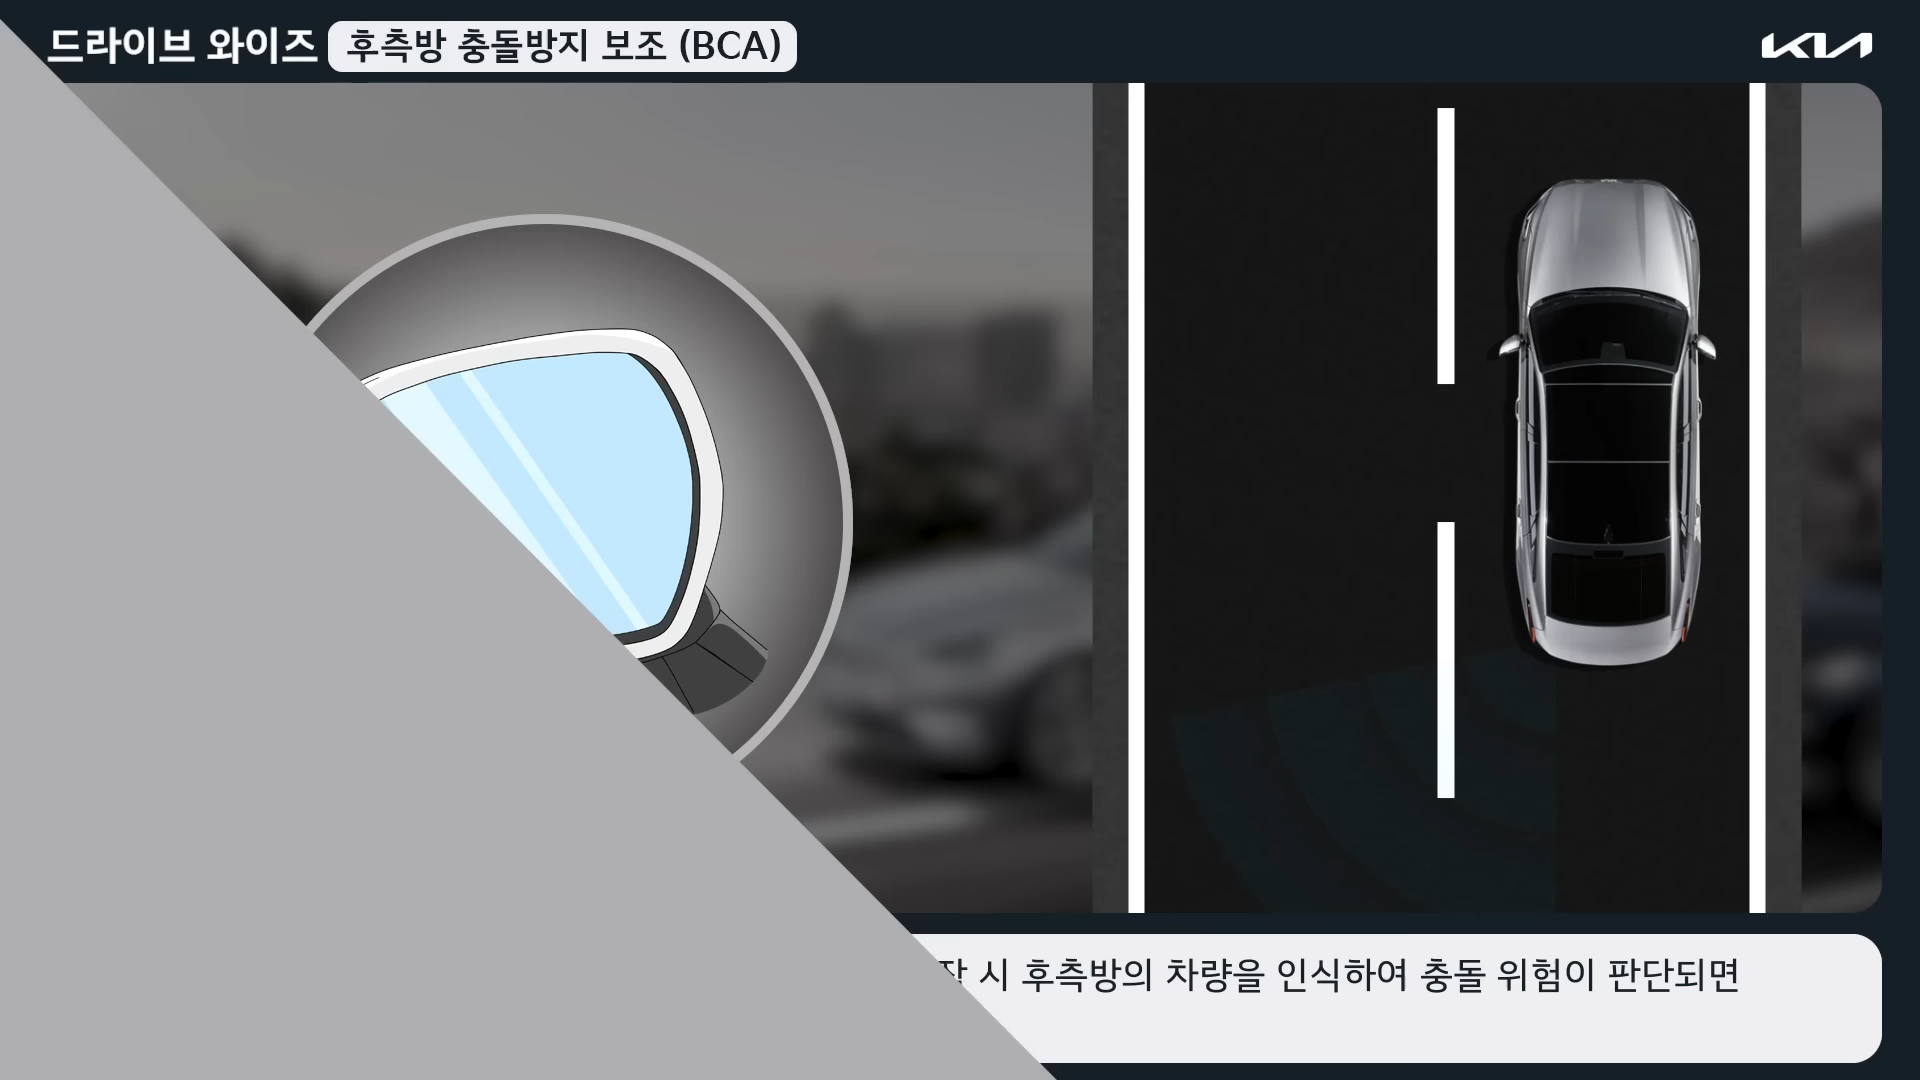 드라이브 와이즈 후측방 충돌방지 보조 (BCA)
KIA
시 후측방의 차량을 인식하여 충돌 위험이 판단되면